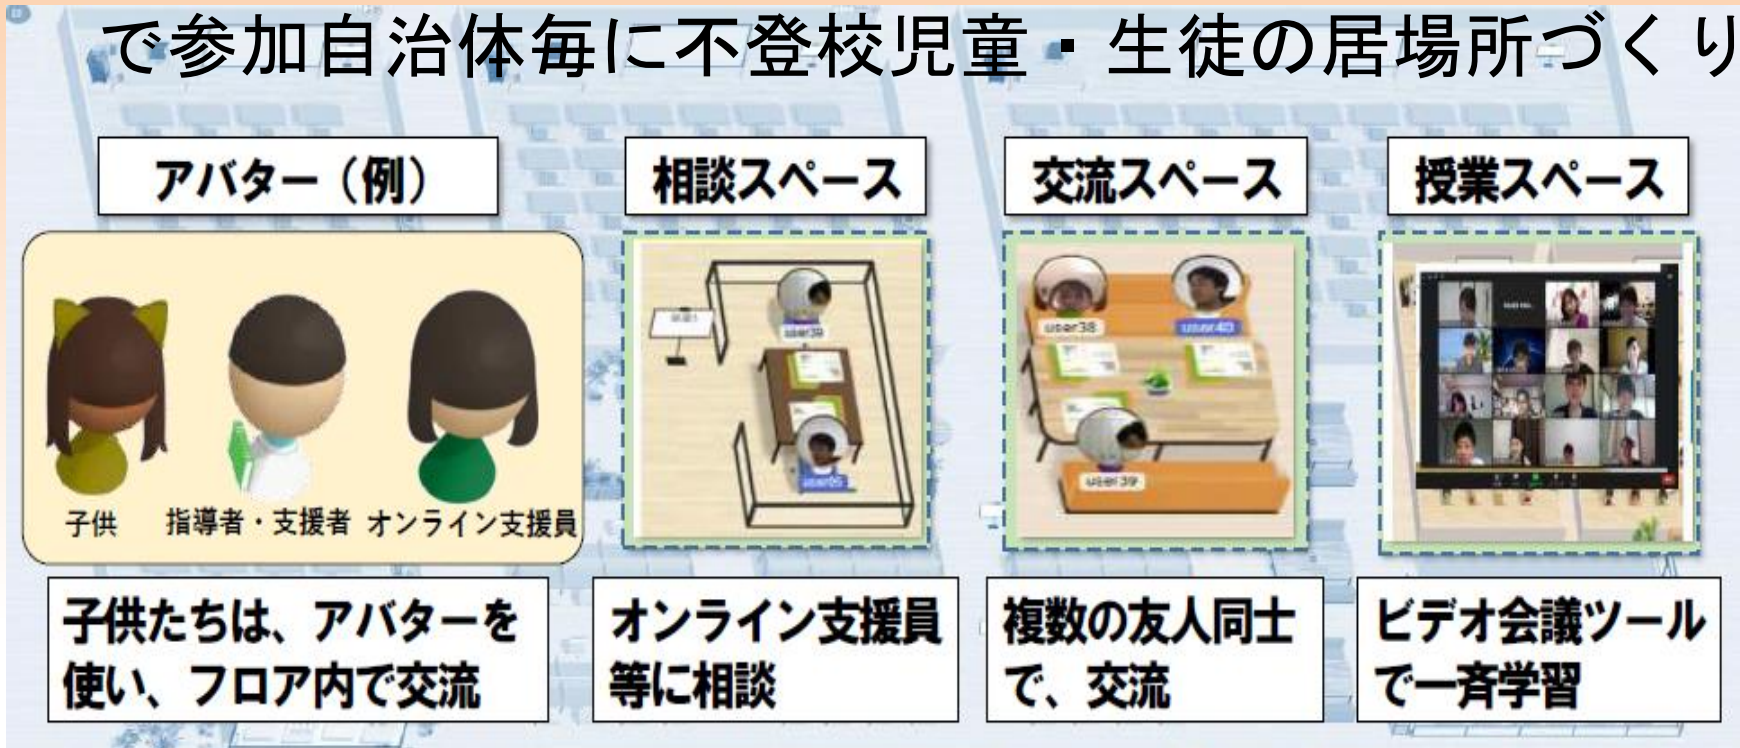 で参加自治体毎に不登校児童・生徒の居場所づくり
アバター（例）
相談スペース
交流スペース
授業スペース
子供
指導者・支援者
オンライン支援員
user39
user38
user40
user39
子供たちは、アバターを
使い、フロア内で交流
オンライン支援員
等に相談
複数の友人同士
で、交流
ビデオ会議ツール
で一斉学習